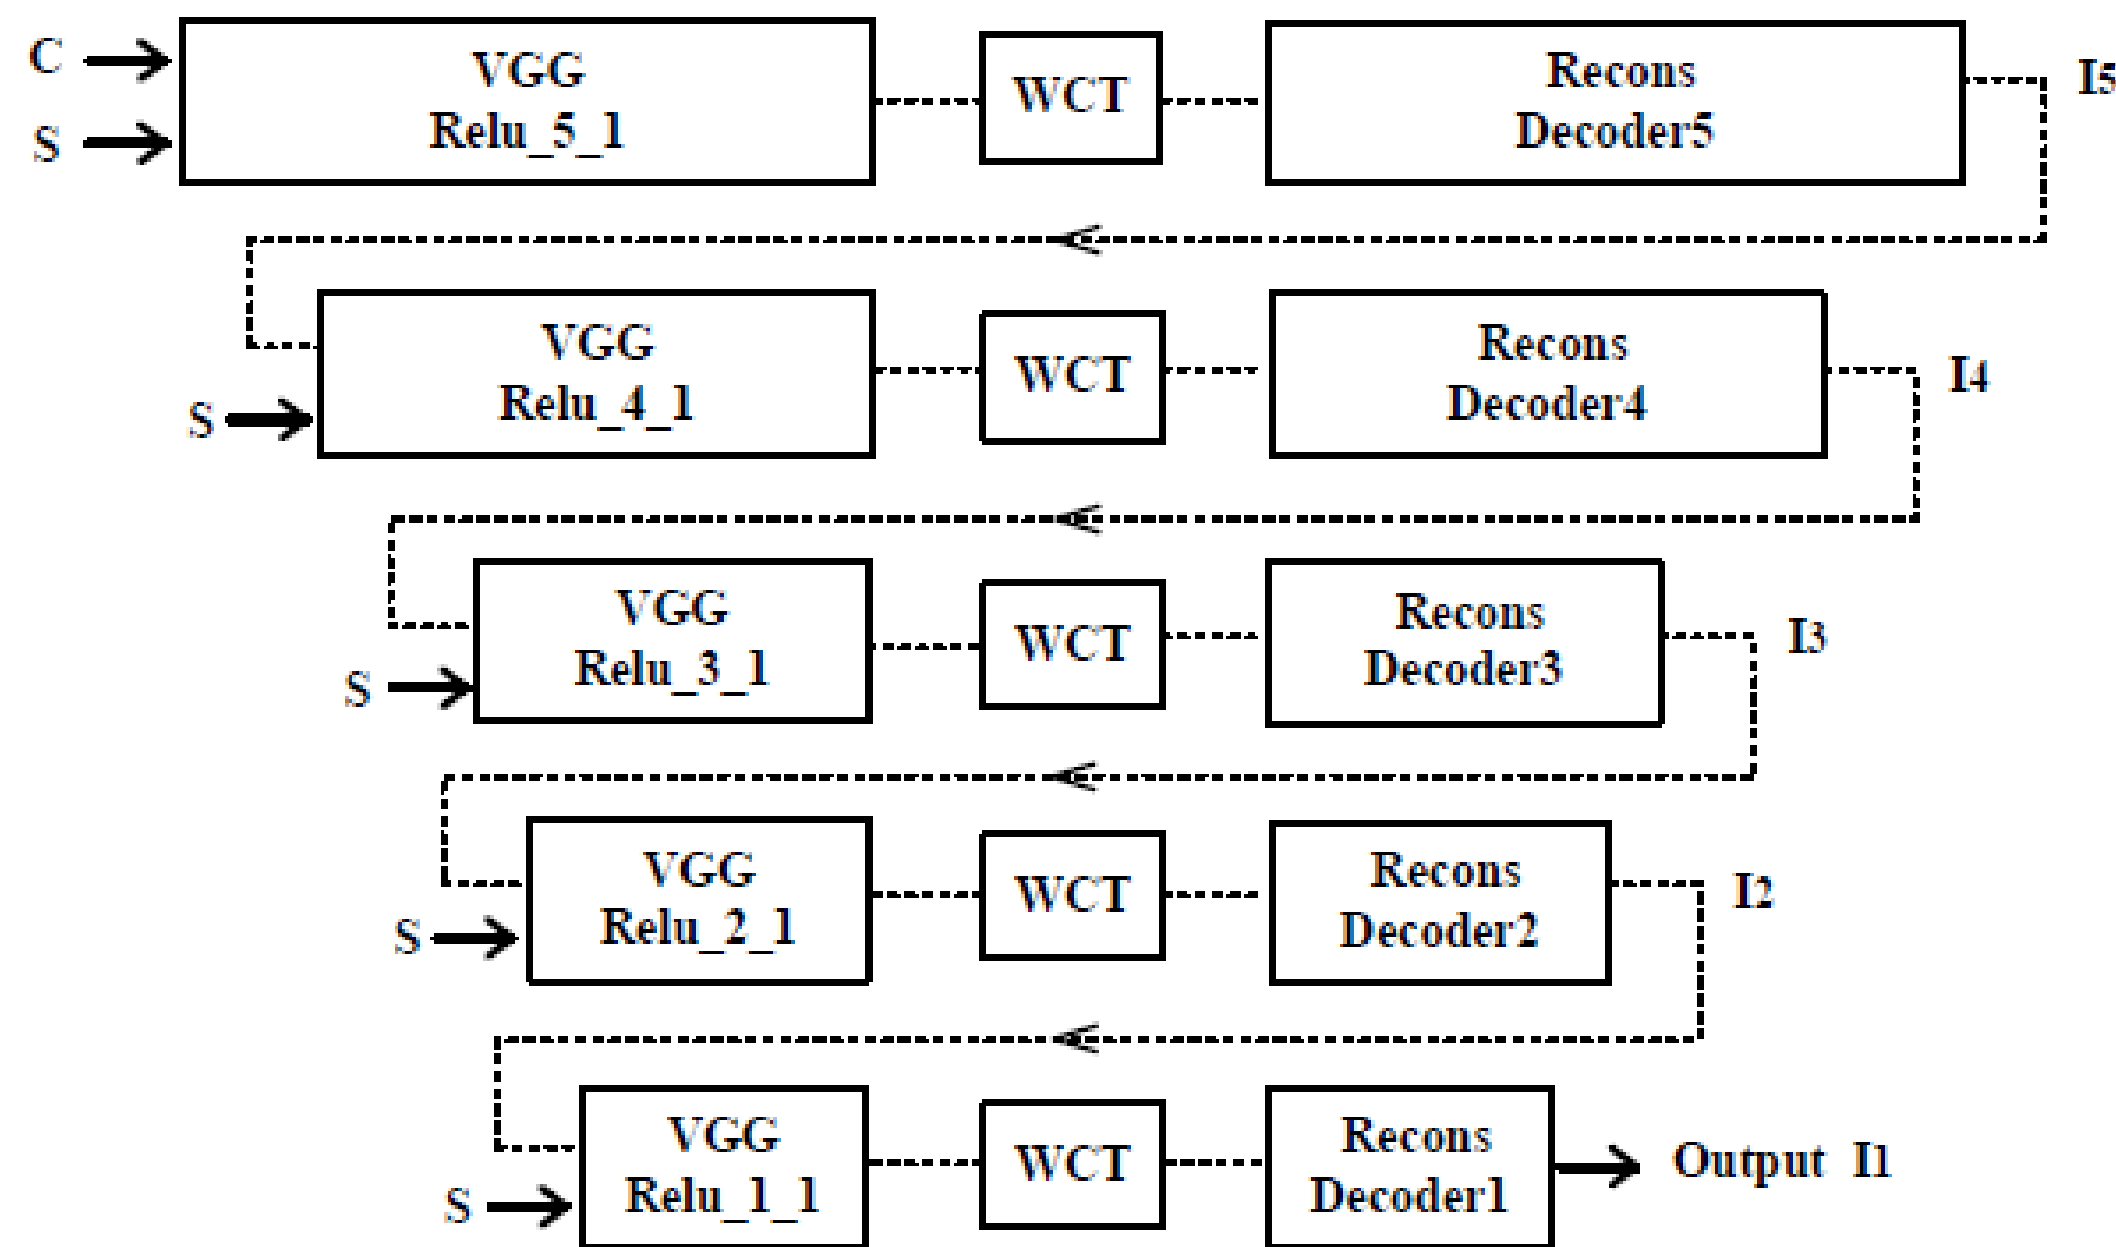 C
S
VGG
Relu_5_1
WCT
Recons
Decoder5
I5
S
VGG
Relu_4_1
WCT
Recons
Decoder4
I4
S
VGG
Relu_3_1
WCT
Recons
Decoder3
I3
S
VGG
Relu_2_1
WCT
Recons
Decoder2
I2
S
VGG
Relu_1_1
WCT
Recons
Decoder1
Output I1